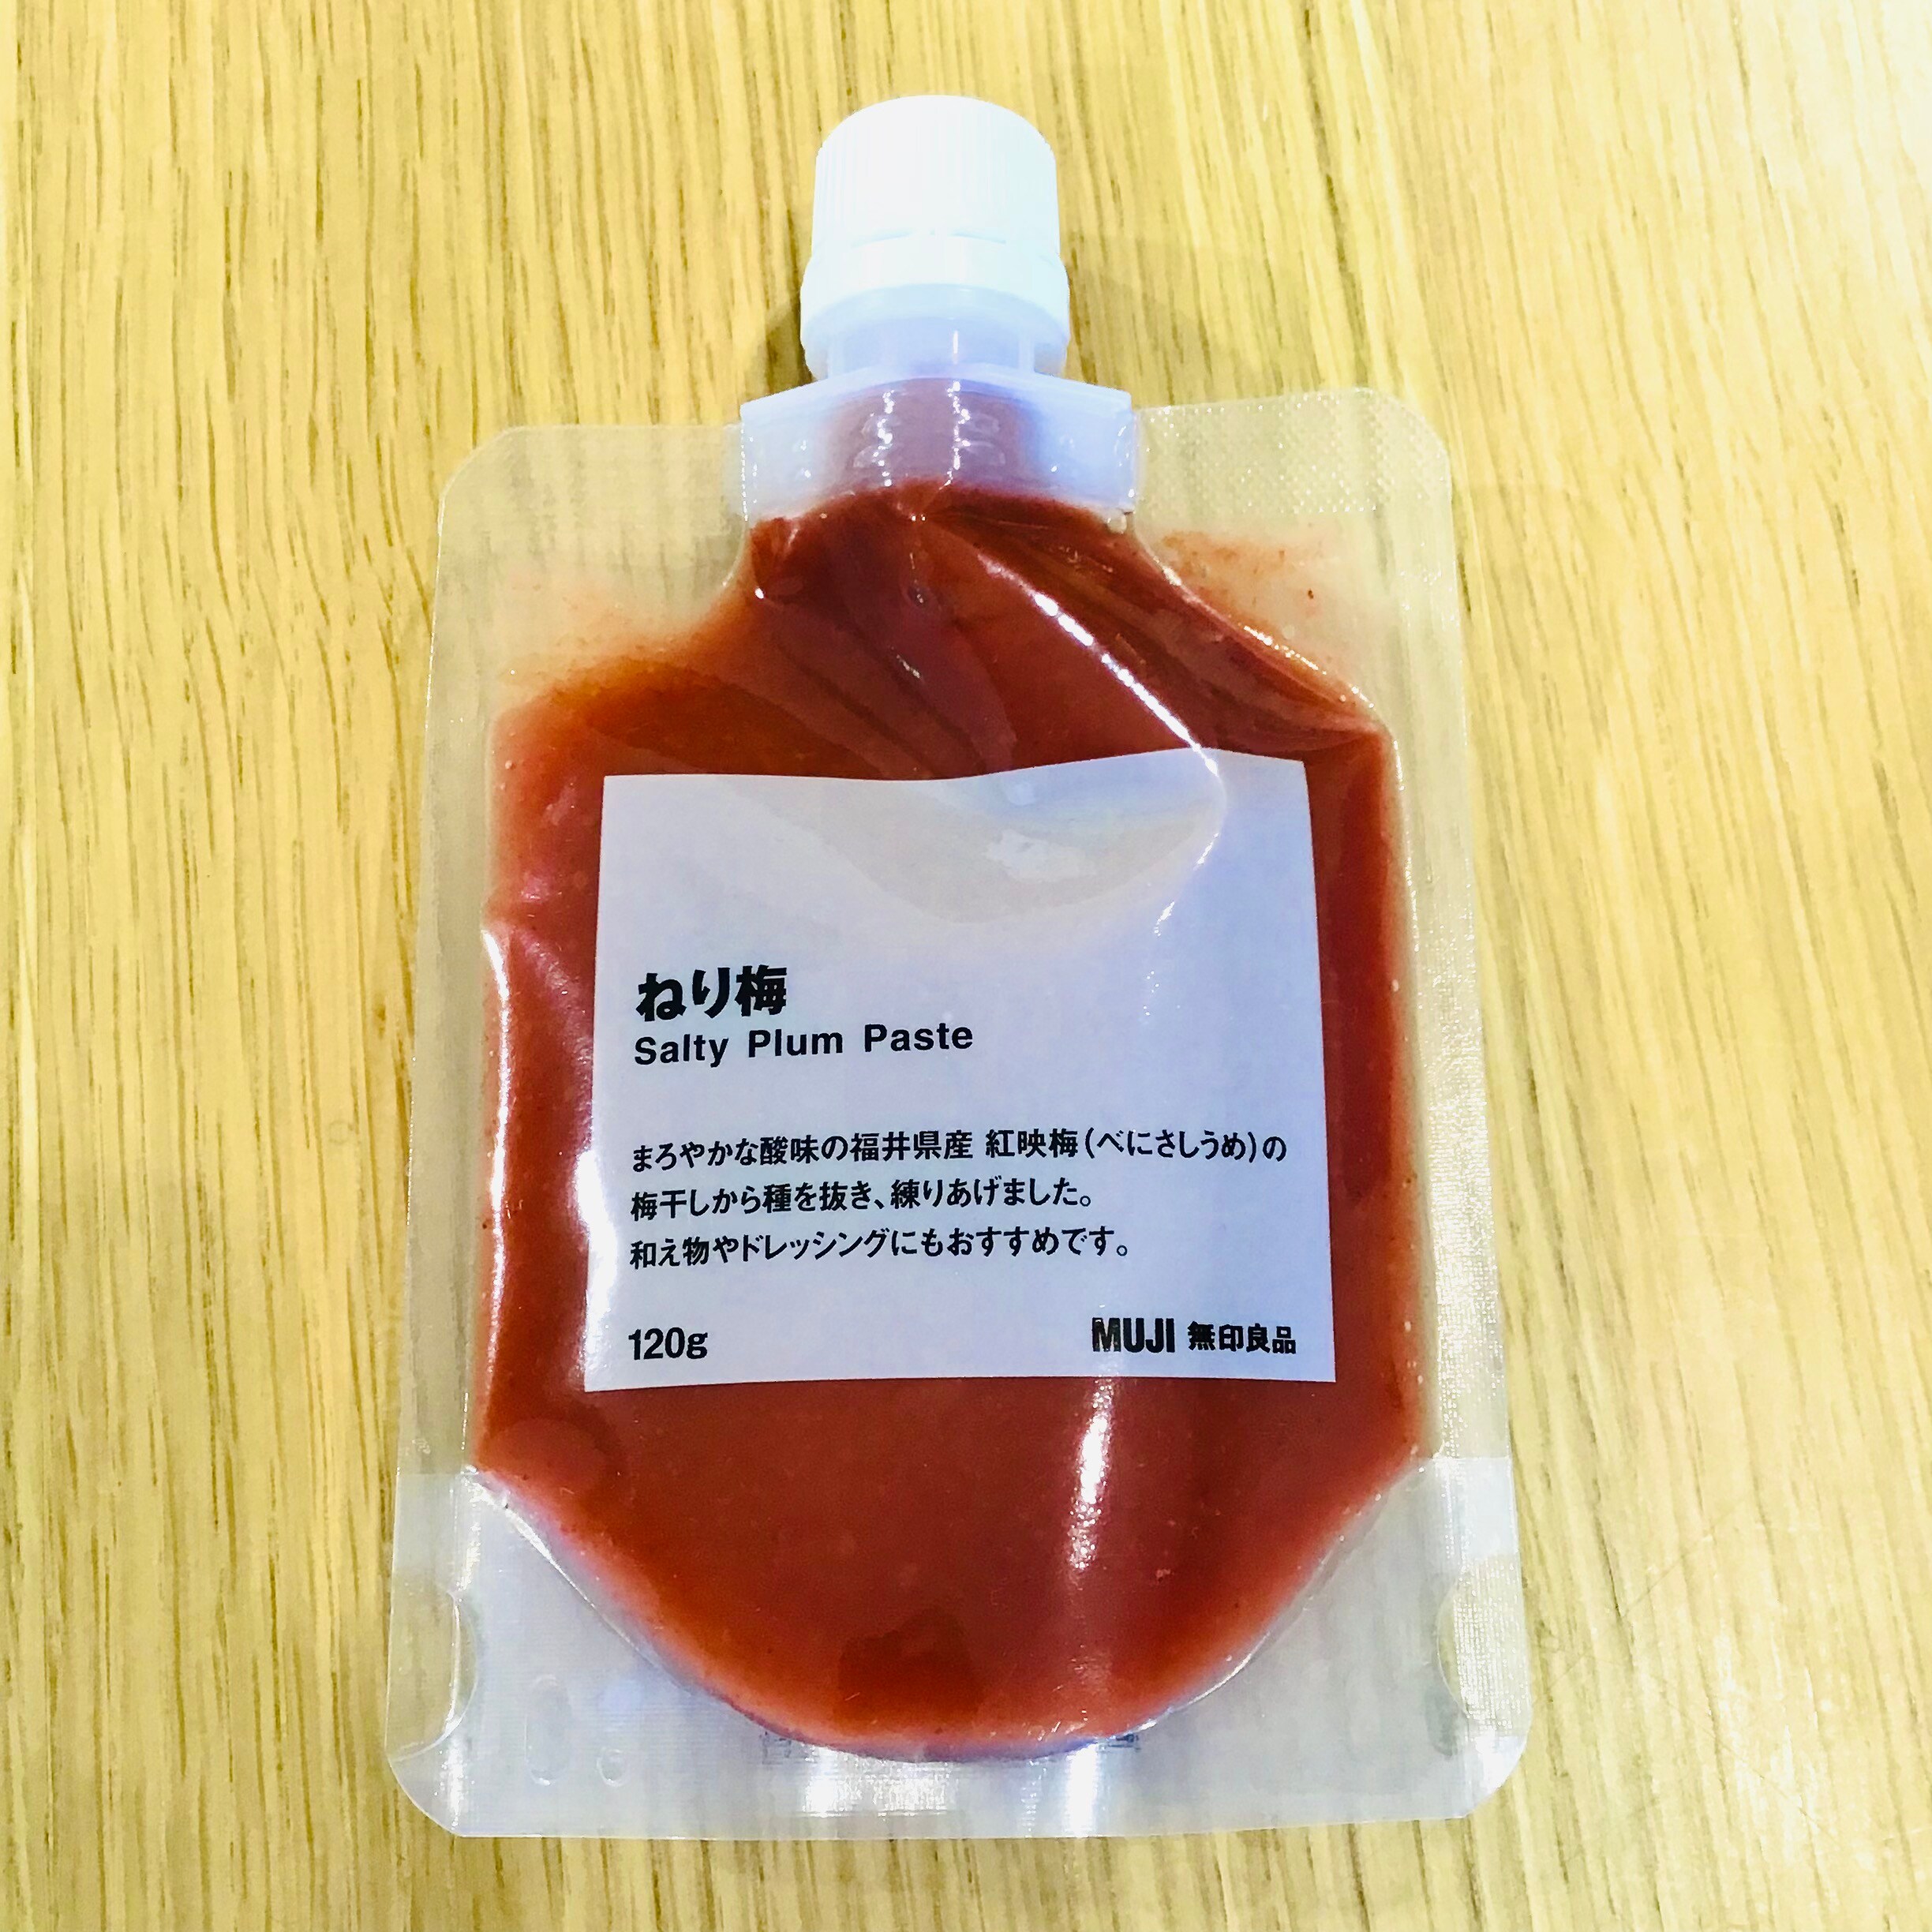 ねり梅
Salty Plum Paste
まろやかな酸味の福井県産 紅映梅(べにさしうめ)の
梅干しから種を抜き、練りあげました。
和え物やドレッシングにもおすすめです。
120g
MUJI 無印良品